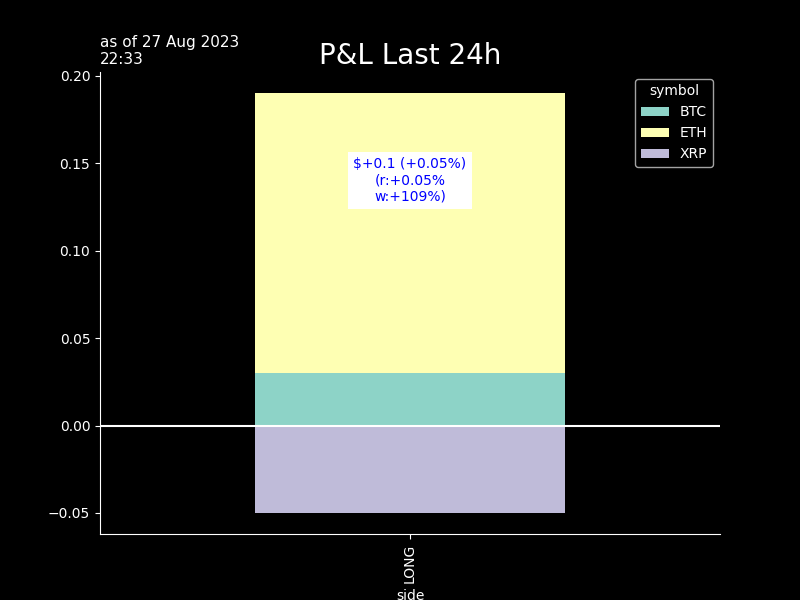 as of 27 Aug 2023
22:33
P&L Last 24h
symbol
BTC
ETH
XRP
0.20
0.15
0.10
0.05
0.00
−0.05
$+0.1 (+0.05%)
(r:+0.05%
w:+109%)
LONG
side